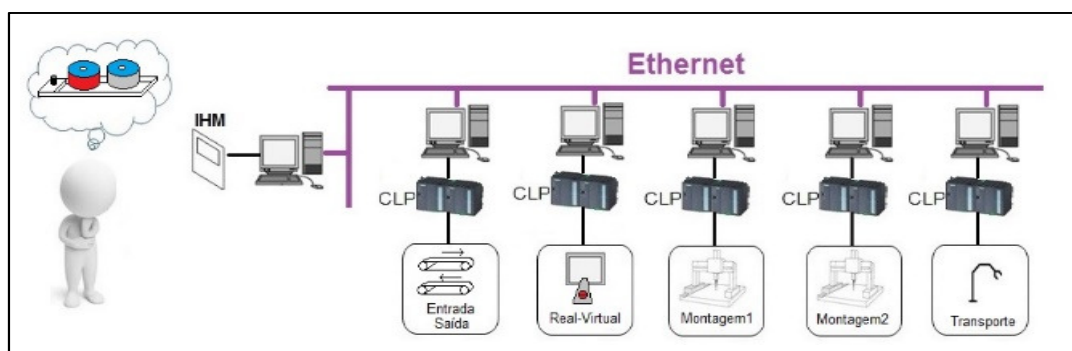 Ethernet
IHM
CLP
CLP
CLP
CLP
CLP
Entrada
Saída
Real-Virtual
Montagem1
Montagem2
Transporte